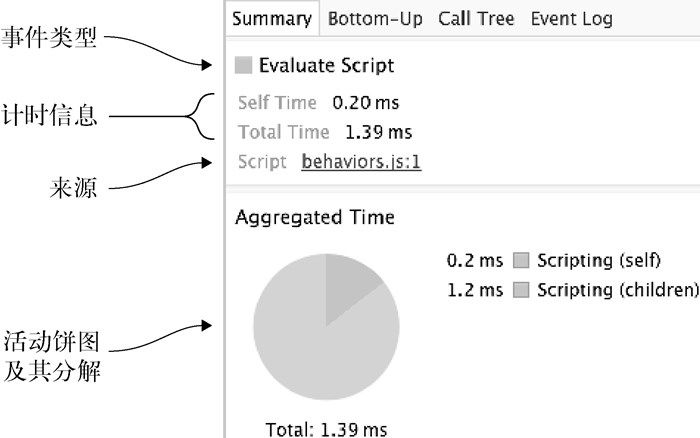 Summary Bottom-Up Call Tree Event Log
事件类型
Evaluate Script
计时信息
Self Time 0.20 ms
Total Time 1.39 ms
来源
Script behaviors.js:1
Aggregated Time
0.2 ms Scripting (self)
1.2 ms Scripting (children)
活动饼图
及其分解
Total: 1.39 ms